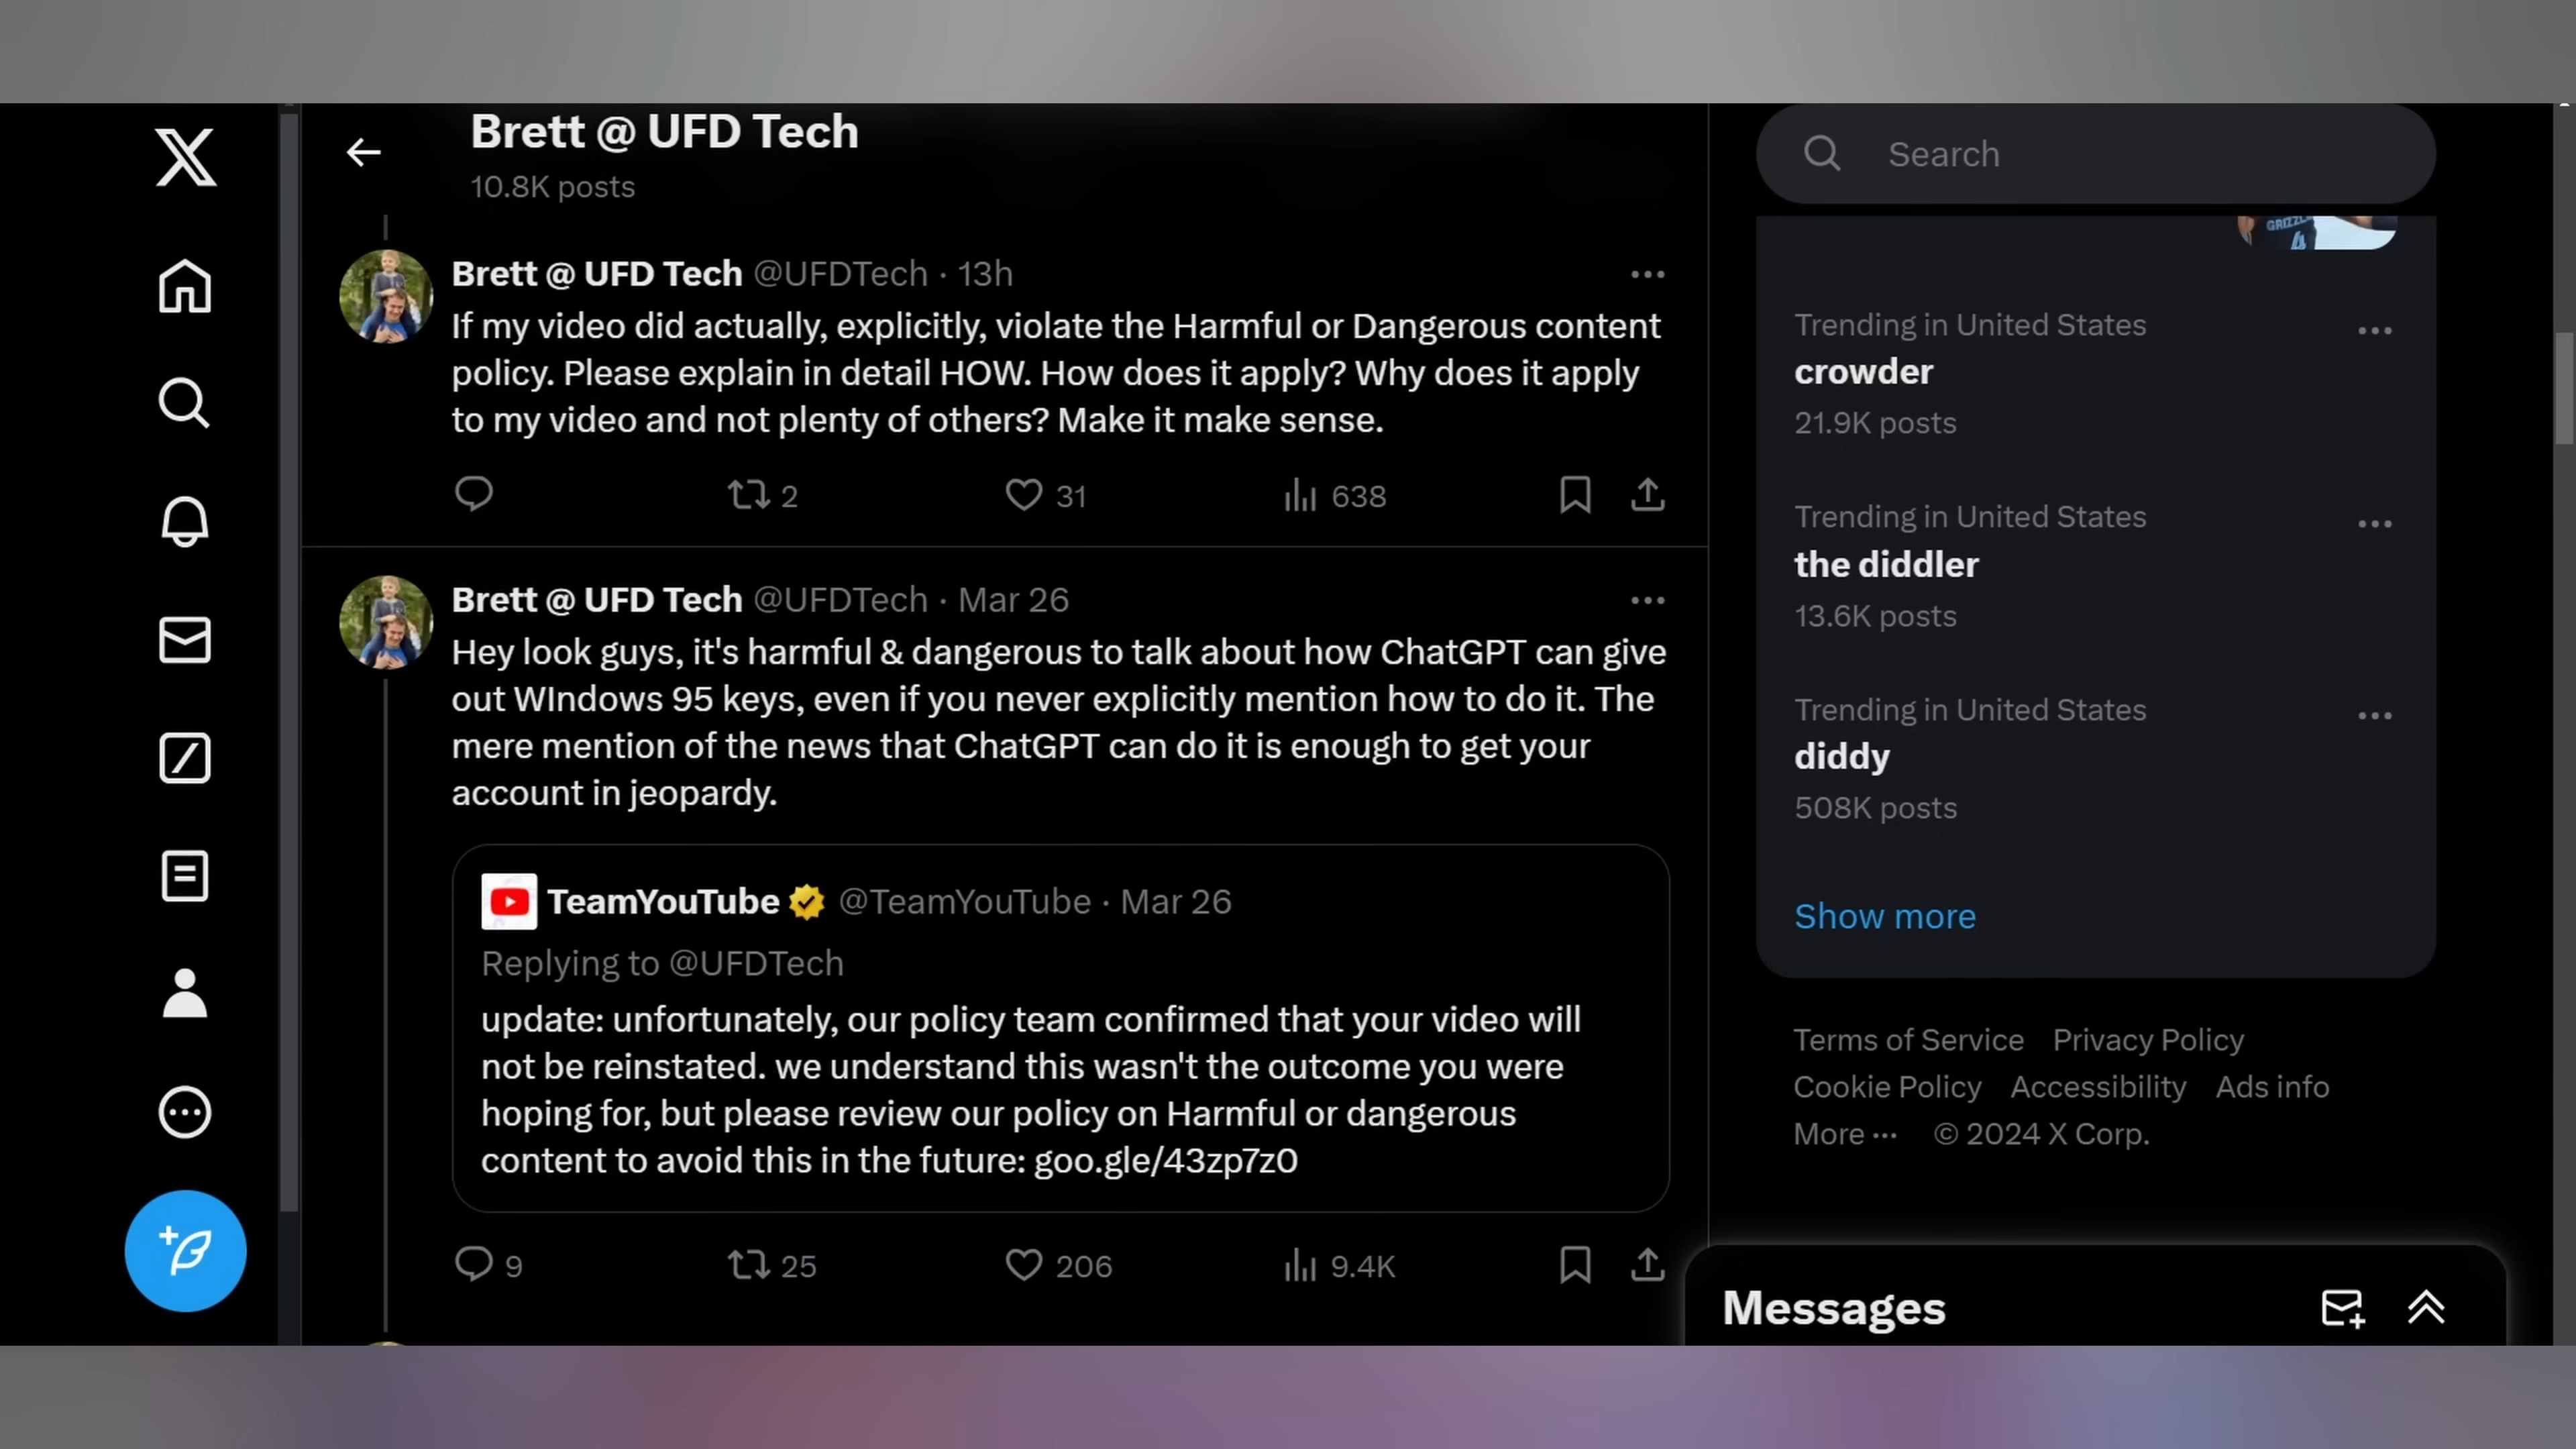 Brett @ UFD Tech
10.8K posts
Brett @ UFD Tech @UFDTech · 13h
If my video did actually, explicitly, violate the Harmful or Dangerous content
policy. Please explain in detail HOW. How does it apply? Why does it apply
to my video and not plenty of others? Make it make sense.
2 31 638
Brett @ UFD Tech @UFDTech · Mar 26
Hey look guys, it's harmful & dangerous to talk about how ChatGPT can give
out WIndows 95 keys, even if you never explicitly mention how to do it. The
mere mention of the news that ChatGPT can do it is enough to get your
account in jeopardy.
TeamYouTube @TeamYouTube · Mar 26
Replying to @UFDTech
update: unfortunately, our policy team confirmed that your video will
not be reinstated. we understand this wasn't the outcome you were
hoping for, but please review our policy on Harmful or dangerous
content to avoid this in the future: goo.gle/43zp7z0
9 25 206 9.4K
Search
Trending in United States
crowder
21.9K posts
Trending in United States
the diddler
13.6K posts
Trending in United States
diddy
508K posts
Show more
Terms of Service Privacy Policy
Cookie Policy Accessibility Ads info
More ··· © 2024 X Corp.
Messages